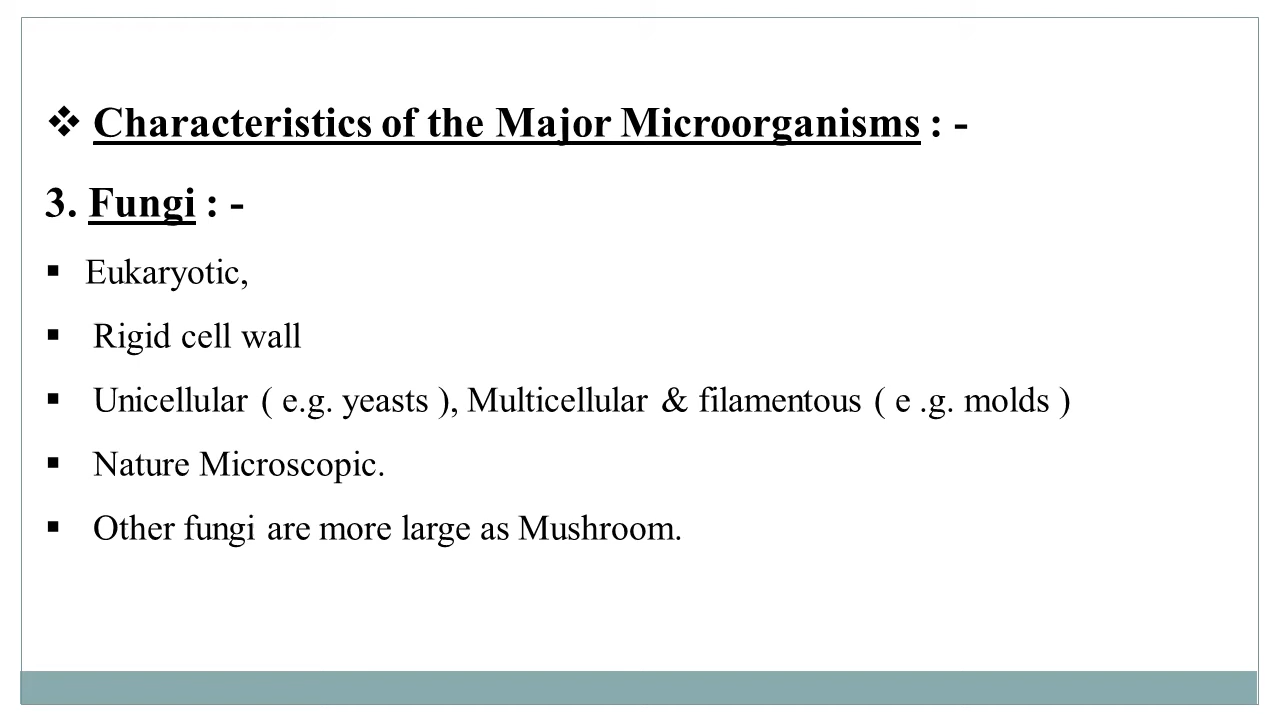 ❖ Characteristics of the Major Microorganisms : -
3. Fungi : -
▪ Eukaryotic,
▪ Rigid cell wall
▪ Unicellular ( e.g. yeasts ), Multicellular & filamentous ( e .g. molds )
▪ Nature Microscopic.
▪ Other fungi are more large as Mushroom.